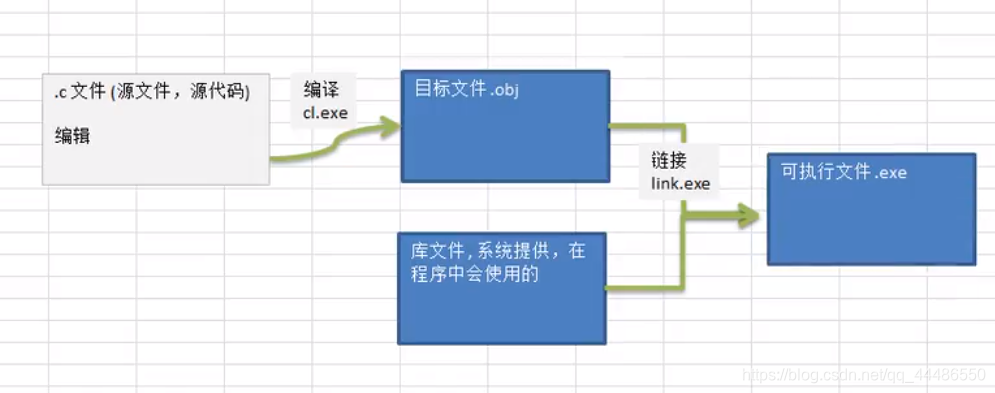 .c 文件 (源文件，源代码)
编辑
编译
cl.exe
目标文件.obj
链接
link.exe
可执行文件.exe
库文件,系统提供，在
程序中会使用的
https://blog.csdn.net/qq_44486550